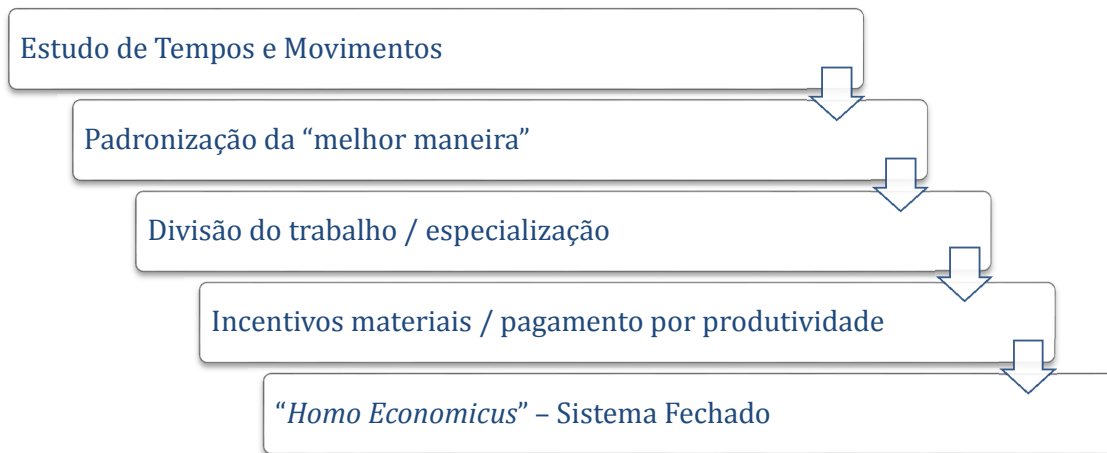 Estudo de Tempos e Movimentos
Padronização da “melhor maneira”
Divisão do trabalho / especialização
Incentivos materiais / pagamento por produtividade
“Homo Economicus” – Sistema Fechado